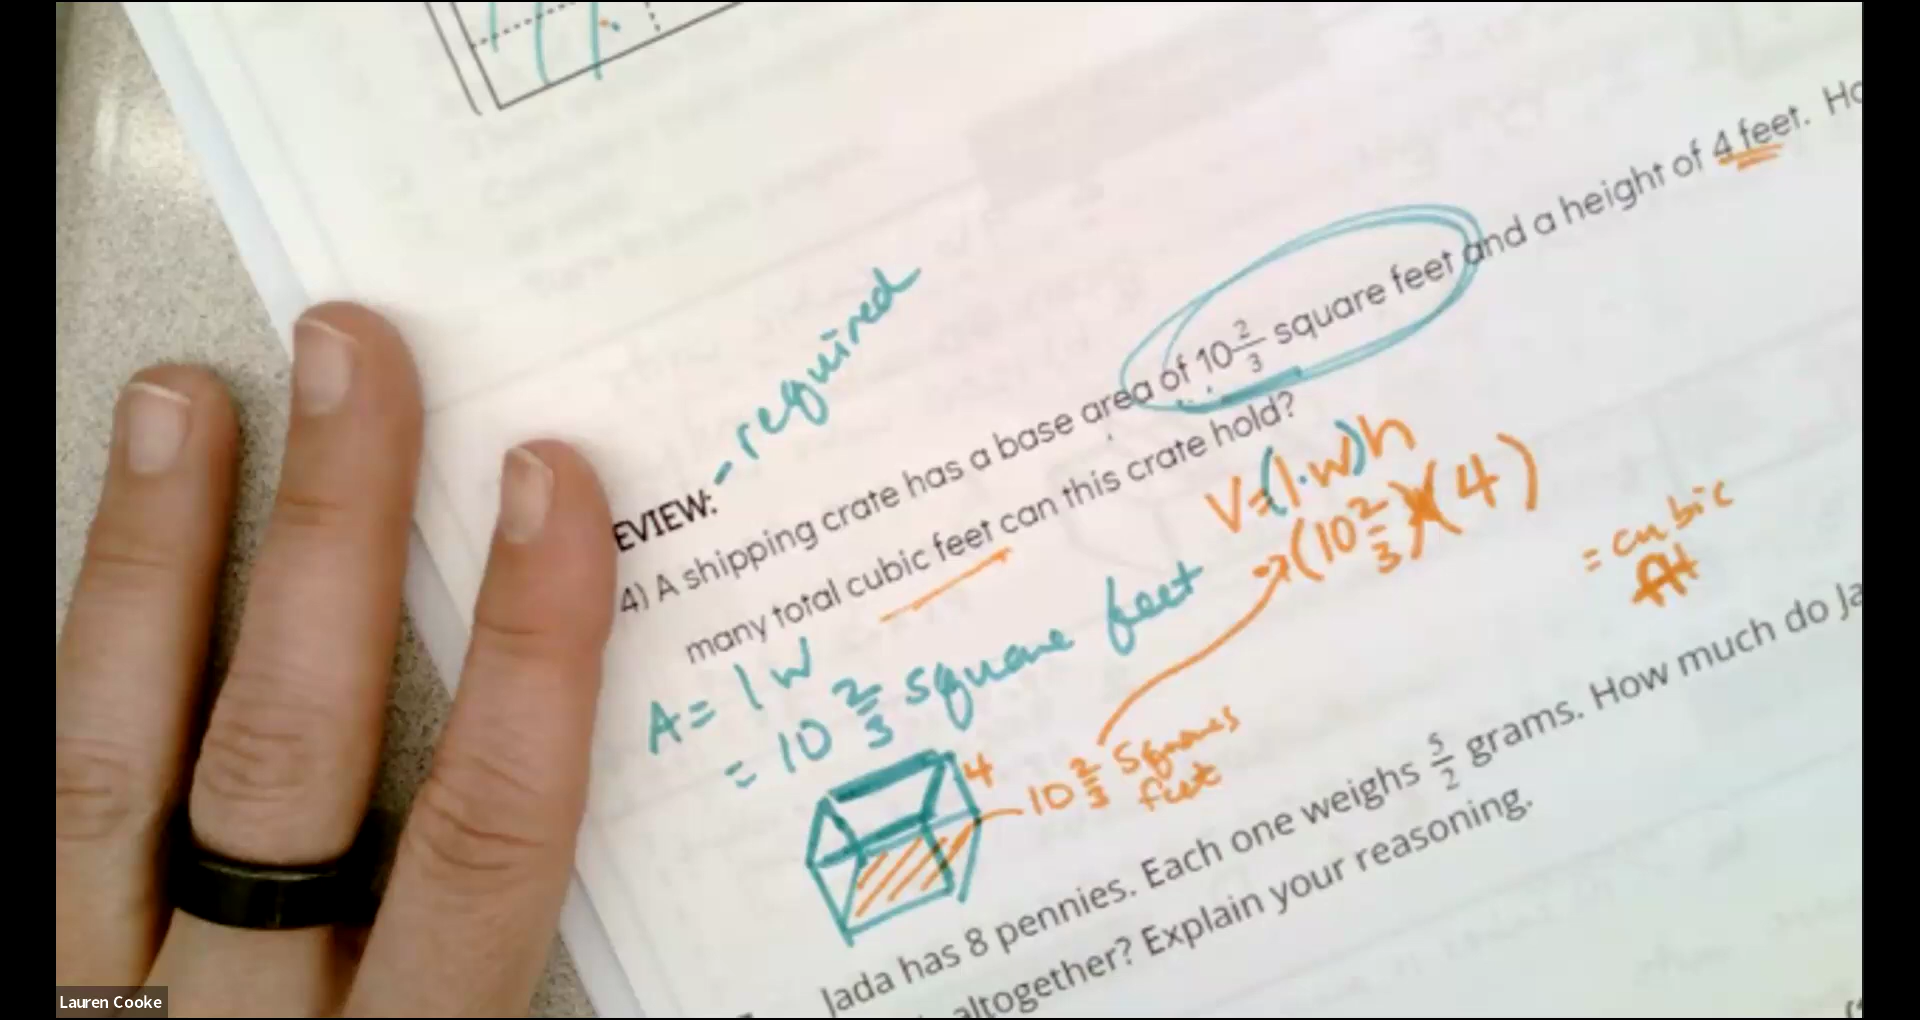 - required
EVIEW:
4) A shipping crate has a base area of 10 2/3 square feet and a height of 4 feet. Ho
many total cubic feet can this crate hold?
V=(l·w)h
(10 2/3)(4)
= cubic
ft
A = l w
= 10 2/3 square feet
4
10 2/3 squares
feet
Jada has 8 pennies. Each one weighs 5/2 grams. How much do Ja
altogether? Explain your reasoning.
Lauren Cooke